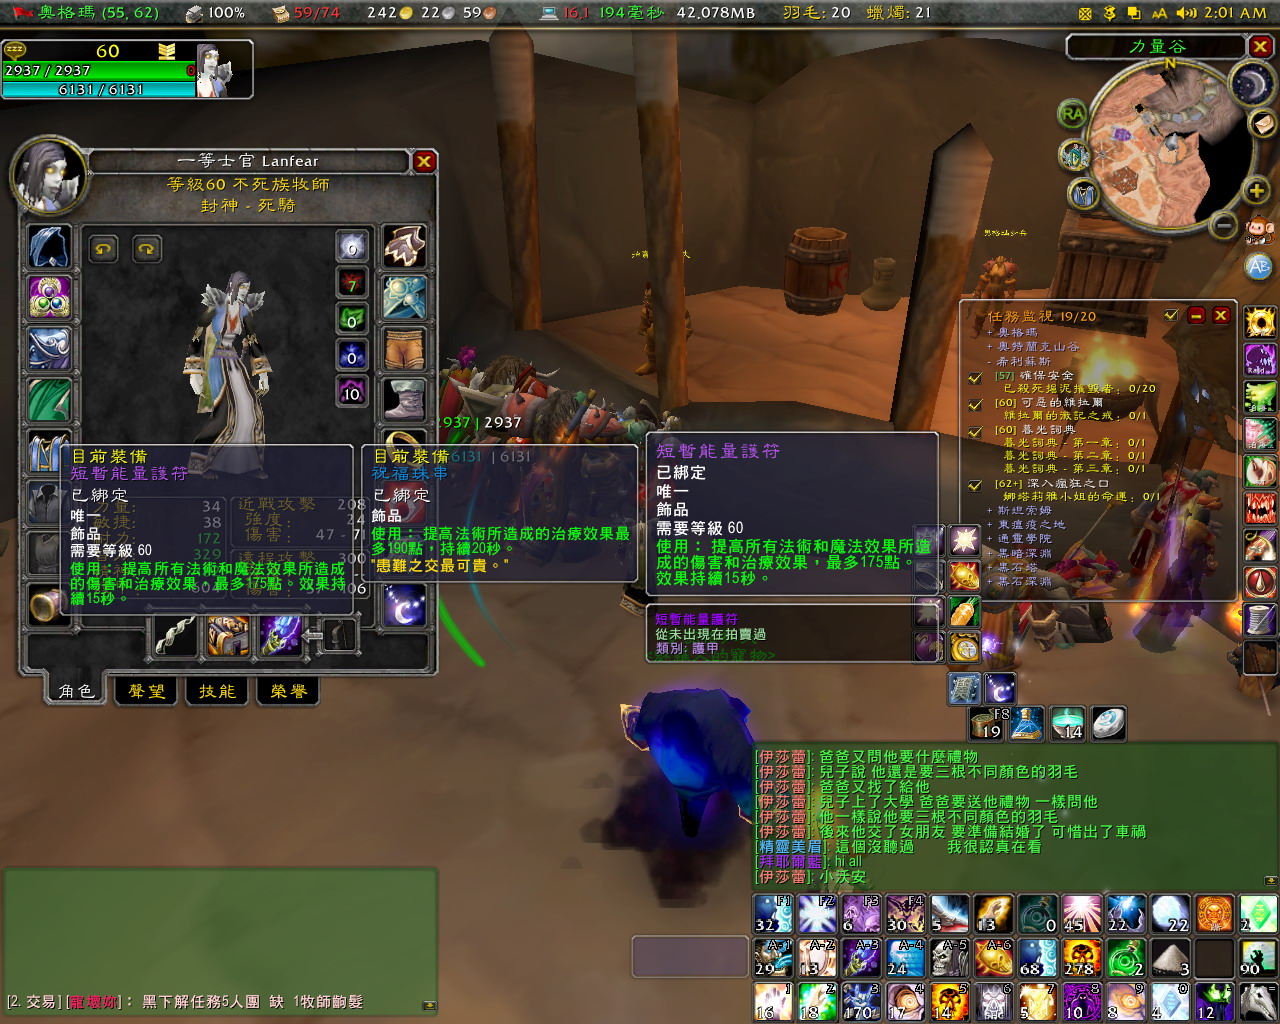 奧格瑪 (55, 62)
100%
59/74
242 22 59
16.1 194毫秒 42.078MB
羽毛: 20 蠟燭: 21
2:01 AM
60
2937 / 2937
6131 / 6131
力量谷
一等士官 Lanfear
等級60 不死族牧師
封神 - 死騎
0
7
0
0
10
任務監視 19/20
+ 奧格瑪
+ 奧特蘭克山谷
- 希利蘇斯
[57] 確保安全
已殺死掘泥摧毀者: 0/20
[60] 可惡的維拉爾
維拉爾的徽記之戒: 0/1
[60] 暮光詞典
暮光詞典 - 第一章: 0/1
暮光詞典 - 第二章: 0/1
暮光詞典 - 第三章: 0/1
[62+] 深入瘋狂之口
娜塔莉雅小姐的命運: 0/1
+ 斯坦索姆
+ 東瘟疫之地
+ 通靈學院
+ 黑暗深淵
+ 黑石塔
+ 黑石深淵
2937 | 2937
6131 | 6131
目前裝備
短暫能量護符
已綁定
唯一
飾品
需要等級 60
使用： 提高所有法術和魔法效果所造成
的傷害和治療效果，最多175點。效果持
續15秒。
目前裝備
祝福珠串
已綁定
飾品
使用： 提高法術所造成的治療效果最
多190點，持續20秒。
"患難之交最可貴。"
短暫能量護符
已綁定
唯一
飾品
需要等級 60
使用： 提高所有法術和魔法效果所造
成的傷害和治療效果，最多175點。
效果持續15秒。
短暫能量護符
從未出現在拍賣過
類別: 護甲
角色 聲望 技能 榮譽
[伊莎蕾]: 爸爸又問他要什麼禮物
[伊莎蕾]: 兒子說 他還是要三根不同顏色的羽毛
[伊莎蕾]: 爸爸又找了給他
[伊莎蕾]: 兒子上了大學 爸爸要送他禮物 一樣問他
[伊莎蕾]: 他一樣說他要三根不同顏色的羽毛
[伊莎蕾]: 後來他交了女朋友 要準備結婚了 可惜出了車禍
[精靈美眉]: 這個沒聽過 我很認真在看
[拜耶爾藍]: hi all
[伊莎蕾]: 小沃安
[2. 交易] [寵壞妳]： 黑下解任務5人團 缺 1牧師齁髮